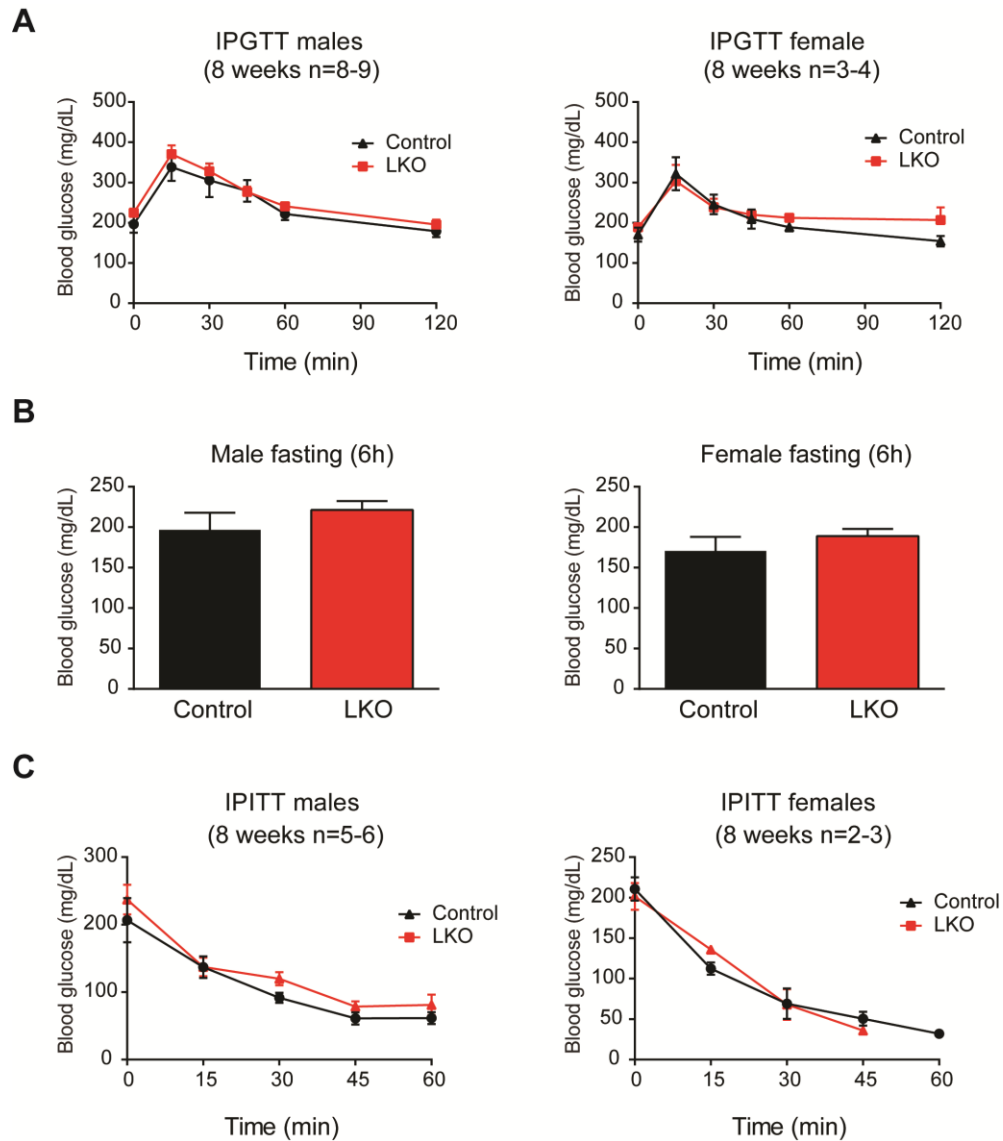 A
IPGTT males
(8 weeks n=8-9)
Blood glucose (mg/dL)
500
400
300
200
100
0
0 30 60 90 120
Time (min)
Control
LKO
IPGTT female
(8 weeks n=3-4)
Blood glucose (mg/dL)
500
400
300
200
100
0
0 30 60 90 120
Time (min)
Control
LKO
B
Male fasting (6h)
Blood glucose (mg/dL)
250
200
150
100
50
0
Control LKO
Female fasting (6h)
Blood glucose (mg/dL)
250
200
150
100
50
0
Control LKO
C
IPITT males
(8 weeks n=5-6)
Blood glucose (mg/dL)
300
200
100
0
0 15 30 45 60
Time (min)
Control
LKO
IPITT females
(8 weeks n=2-3)
Blood glucose (mg/dL)
250
200
150
100
50
0
0 15 30 45 60
Time (min)
Control
LKO